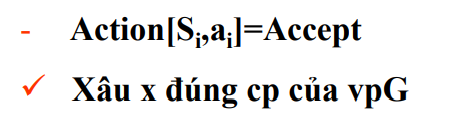 - Action[Si,ai]=Accept
✓ Xâu x đúng cp của vpG